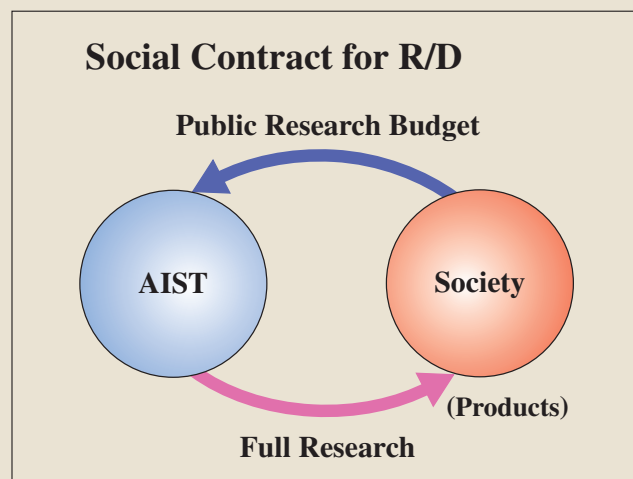 Social Contract for R/D
Public Research Budget
AIST
Society
(Products)
Full Research